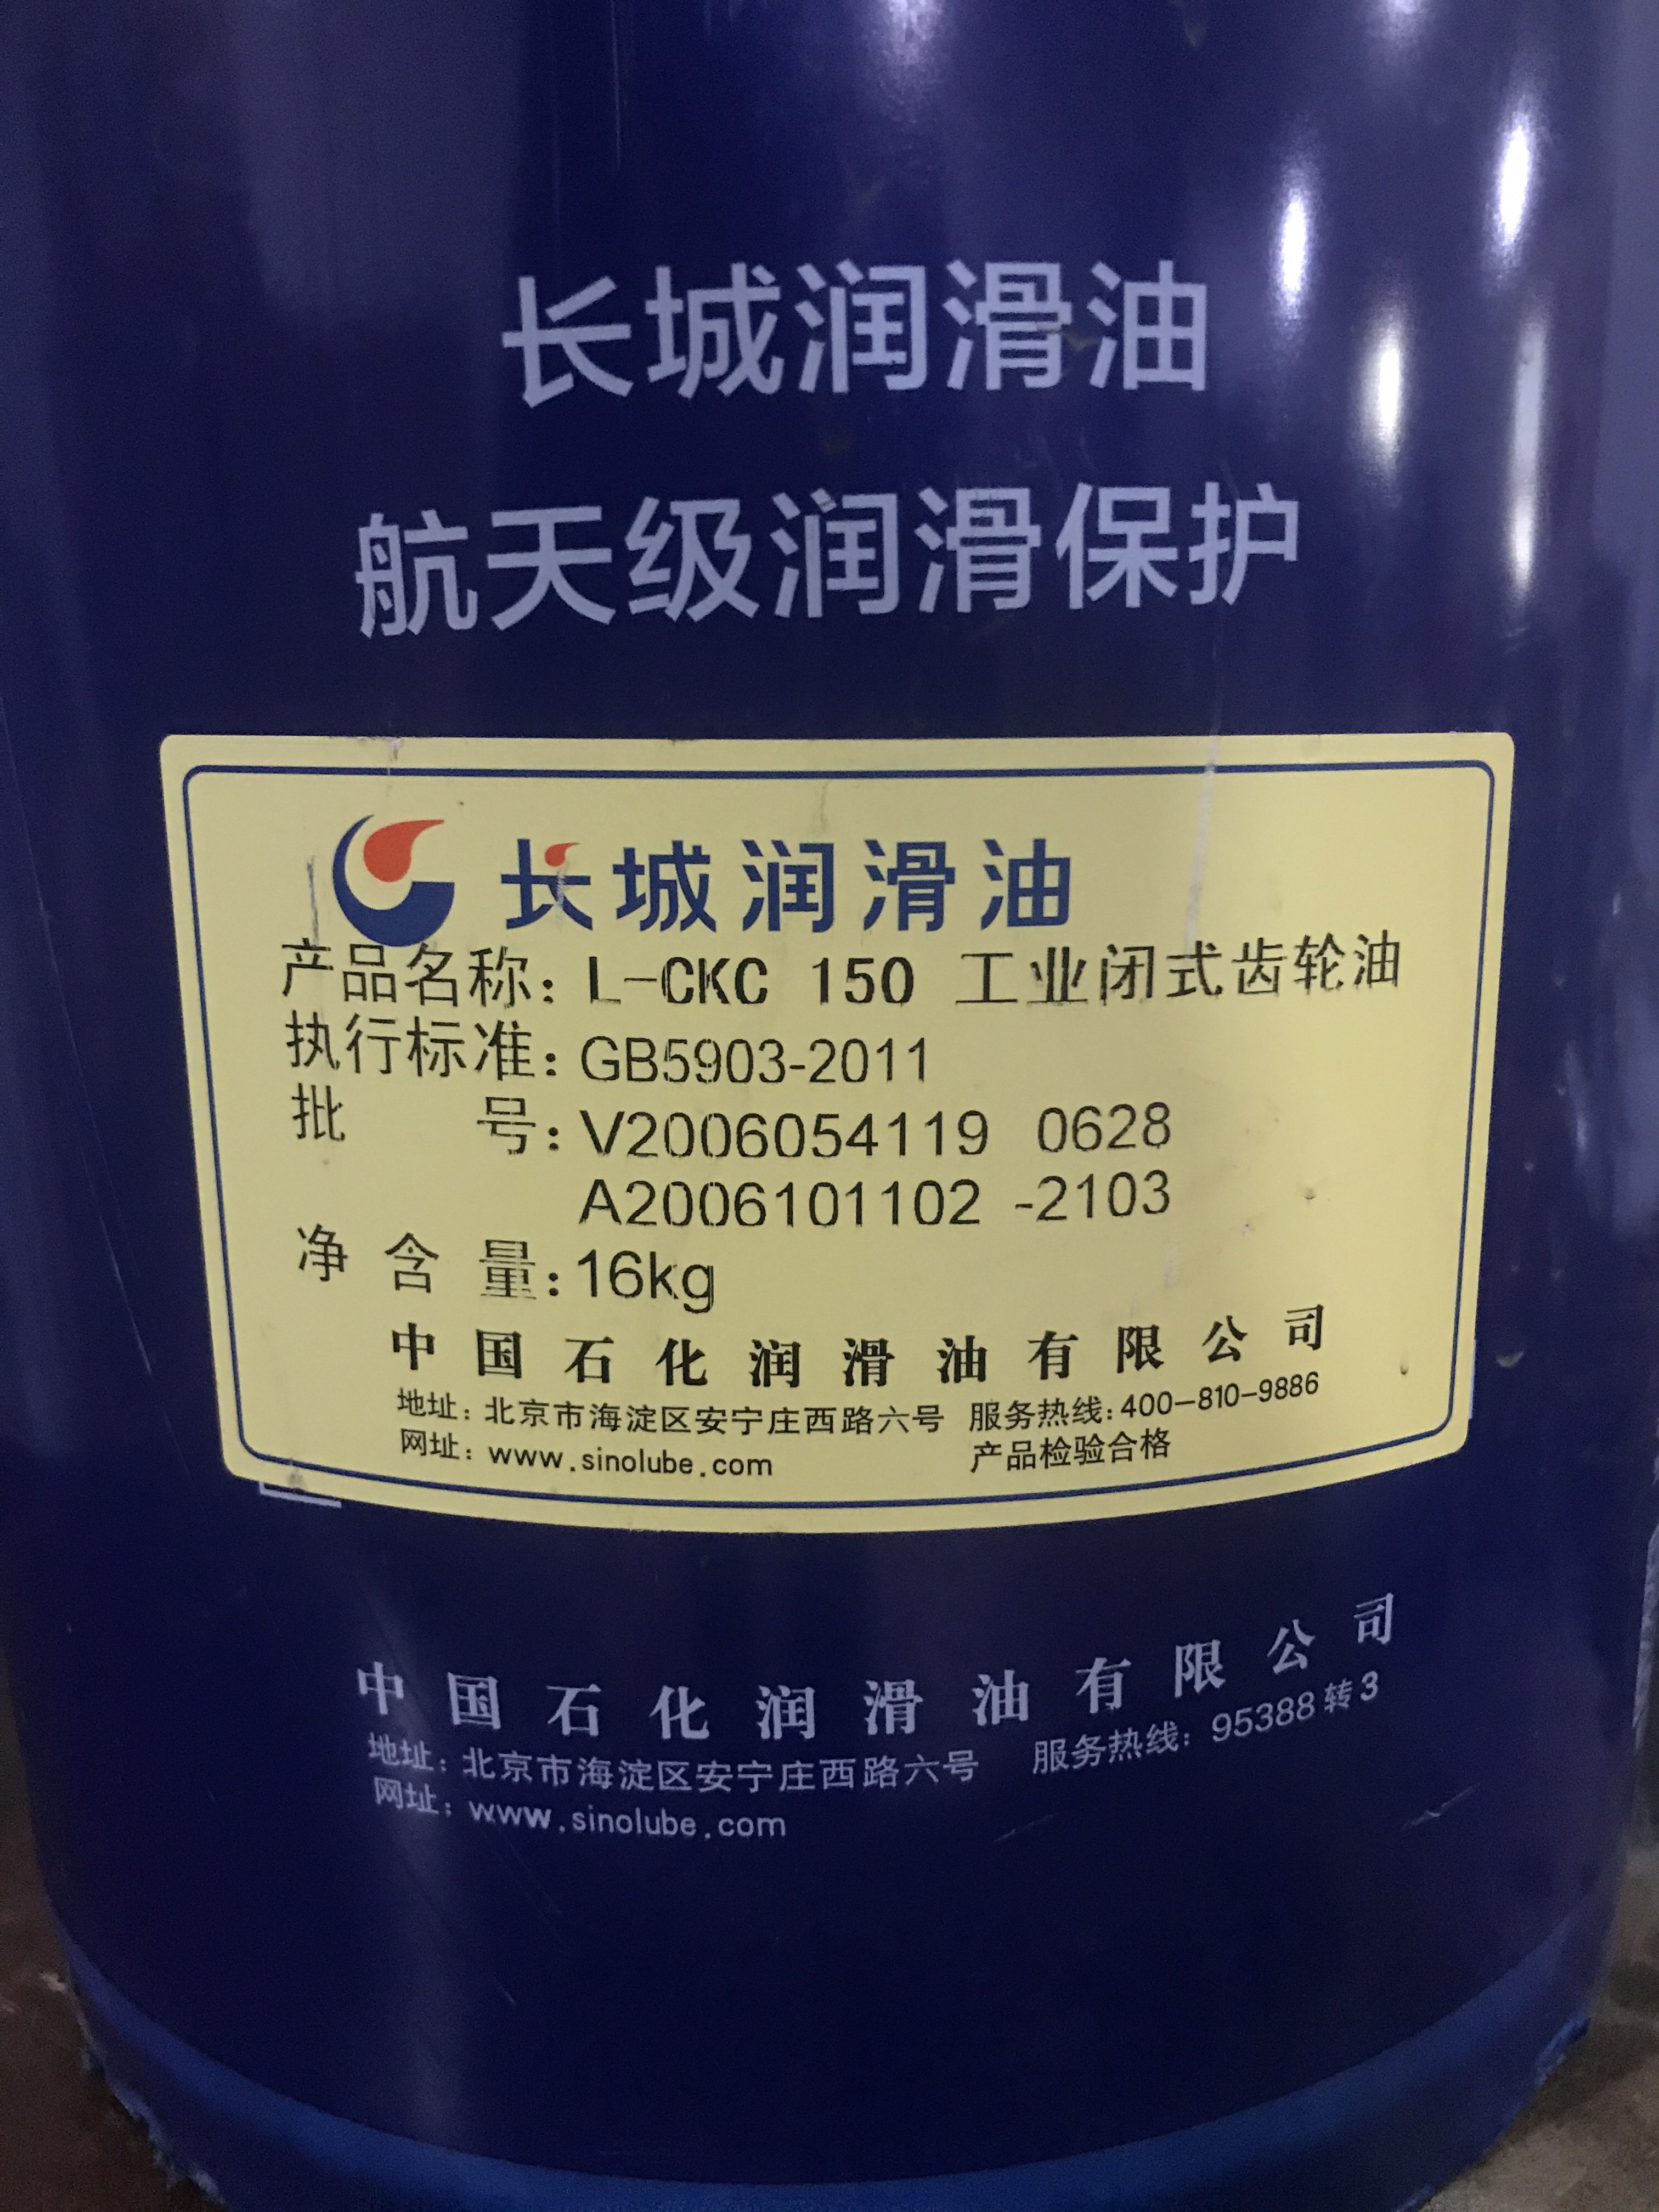 长城润滑油
航天级润滑保护
长城润滑油
产品名称：L-CKC 150 工业闭式齿轮油
执行标准：GB5903-2011
批 号：V2006054119 0628
A2006101102 -2103
净含量：16kg
中国石化润滑油有限公司
地址：北京市海淀区安宁庄西路六号 服务热线：400-810-9886
网址：www.sinolube.com 产品检验合格
中国石化润滑油有限公司
地址：北京市海淀区安宁庄西路六号 服务热线：95388转3
网址：www.sinolube.com